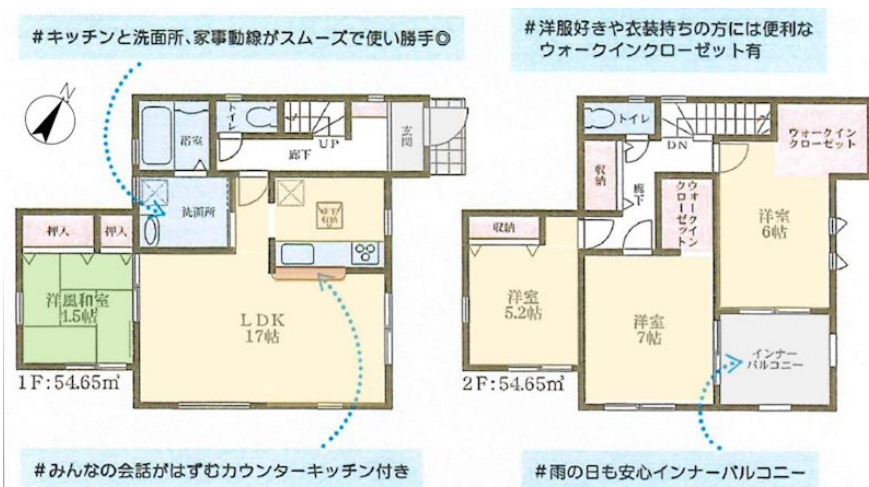 #キッチンと洗面所、家事動線がスムーズで使い勝手◎
#洋服好きや衣装持ちの方には便利な
ウォークインクローゼット有
N
浴室
トイレ
UP
廊下
玄関
洗面所
押入
押入
洋風和室
4.5帖
LDK
17帖
1F:54.65㎡
トイレ
DN
ウォークイン
クローゼット
収納
廊下
ウォークイン
クローゼット
洋室
6帖
収納
洋室
5.2帖
洋室
7帖
インナー
バルコニー
2F:54.65㎡
#みんなの会話がはずむカウンターキッチン付き
#雨の日も安心インナーバルコニー